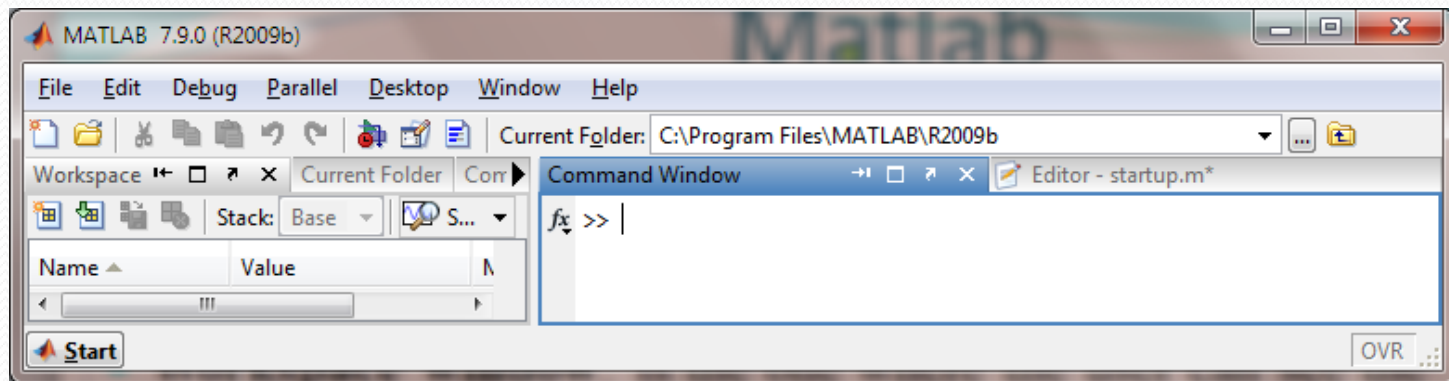 MATLAB 7.9.0 (R2009b)
Matlab
File Edit Debug Parallel Desktop Window Help
Current Folder: C:\Program Files\MATLAB\R2009b
Workspace Current Folder Command Window Editor - startup.m*
Stack: Base S... fx >>
Name Value
Start OVR